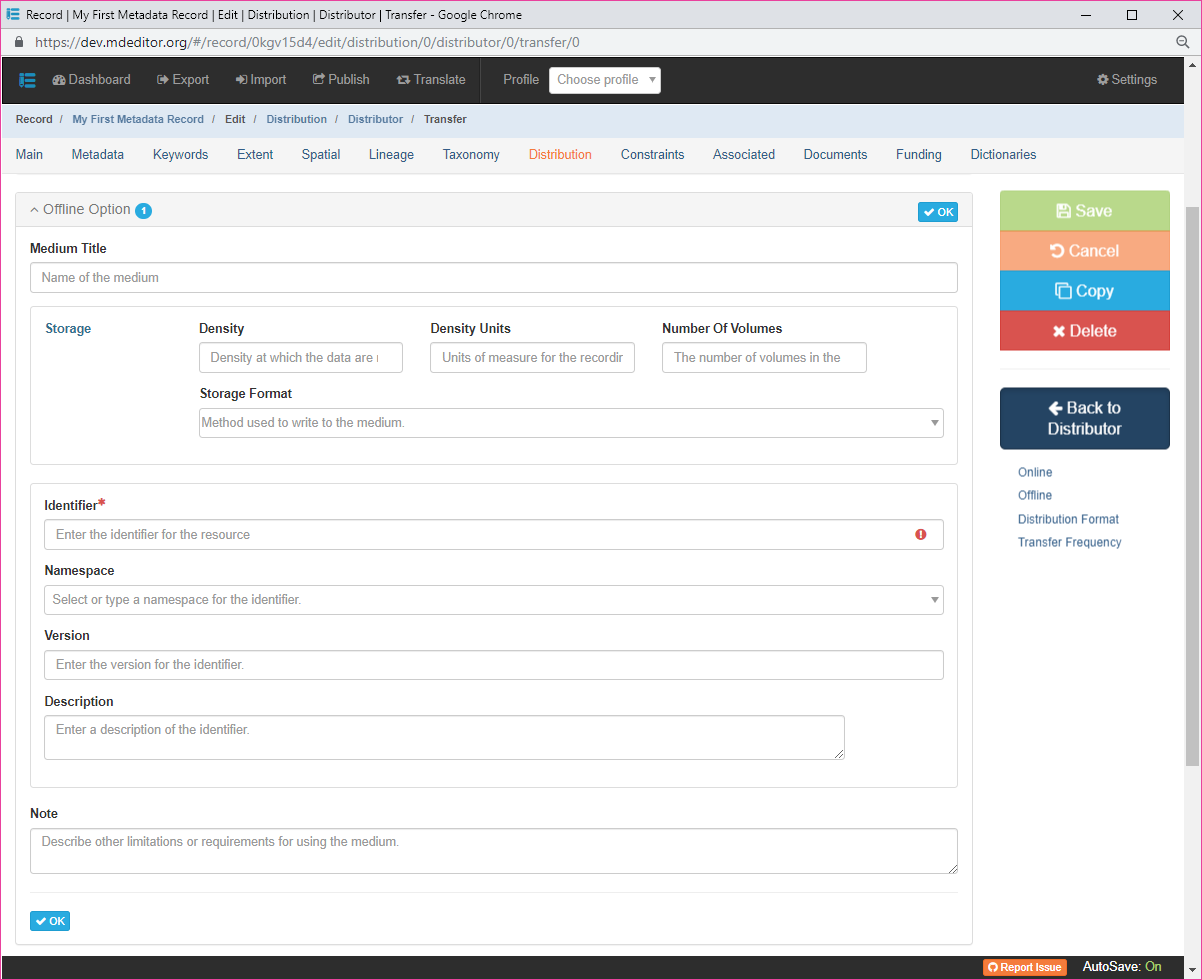 Record | My First Metadata Record | Edit | Distribution | Distributor | Transfer - Google Chrome
https://dev.mdeditor.org/#/record/0kgv15d4/edit/distribution/0/distributor/0/transfer/0
Dashboard Export Import Publish Translate Profile Choose profile Settings
Record / My First Metadata Record / Edit / Distribution / Distributor / Transfer
Main Metadata Keywords Extent Spatial Lineage Taxonomy Distribution Constraints Associated Documents Funding Dictionaries
Offline Option 1 OK
Medium Title
Name of the medium
Storage
Density Density Units Number Of Volumes
Density at which the data are Units of measure for the recordin The number of volumes in the
Storage Format
Method used to write to the medium.
Identifier*
Enter the identifier for the resource
Namespace
Select or type a namespace for the identifier.
Version
Enter the version for the identifier.
Description
Enter a description of the identifier.
Note
Describe other limitations or requirements for using the medium.
OK
Save
Cancel
Copy
Delete
Back to
Distributor
Online
Offline
Distribution Format
Transfer Frequency
Report Issue AutoSave: On